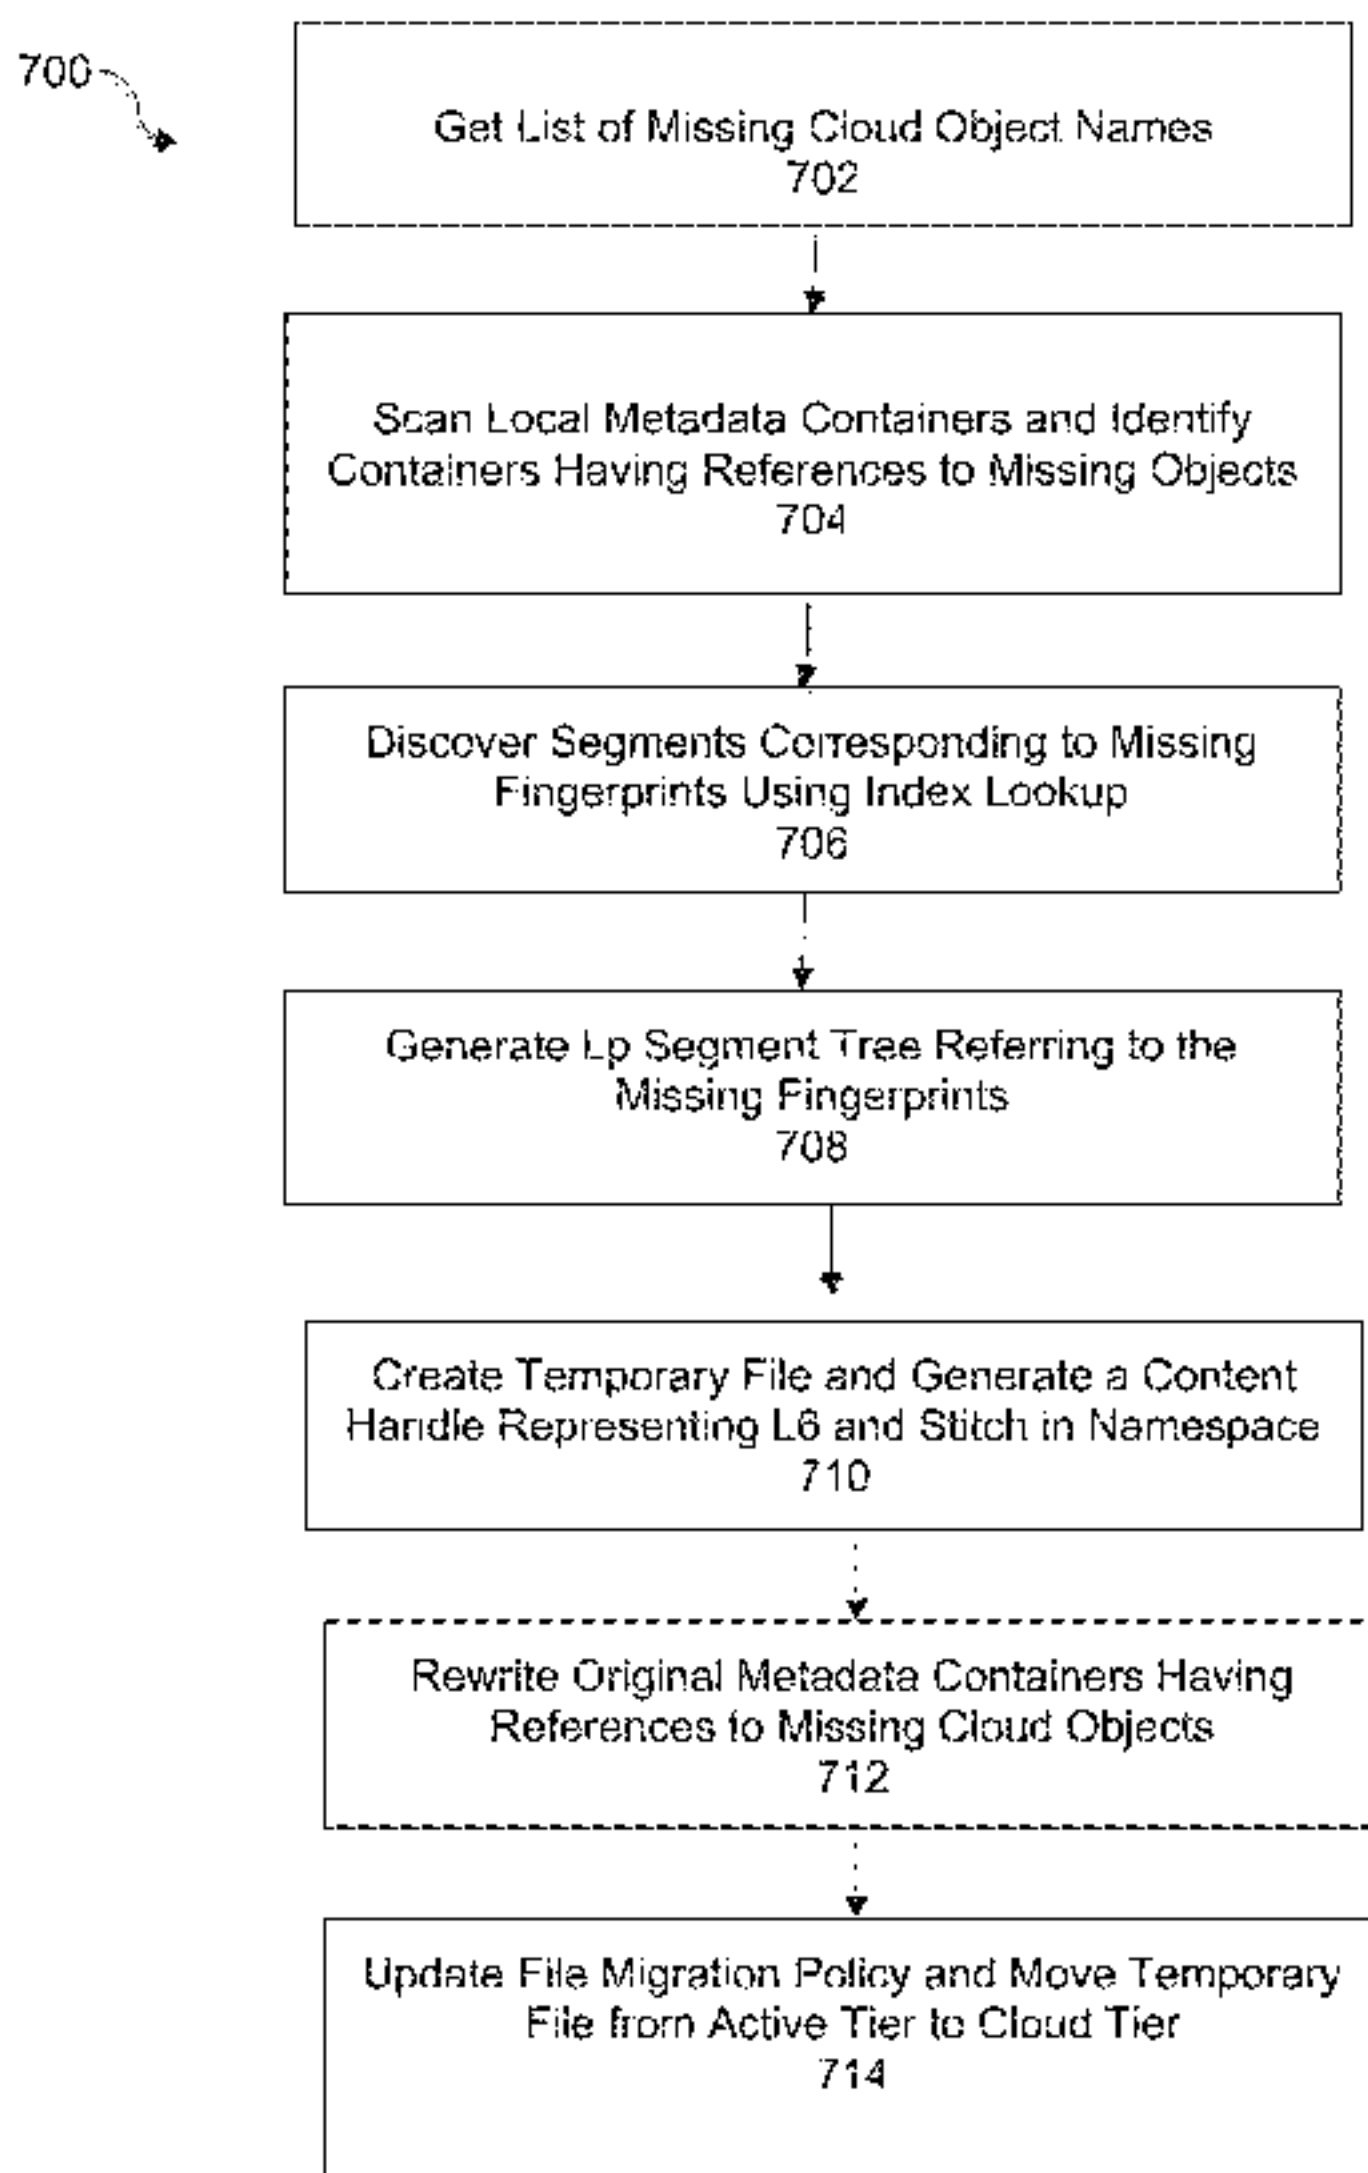 700
Get List of Missing Cloud Object Names
702
Scan Local Metadata Containers and Identify
Containers Having References to Missing Objects
704
Discover Segments Corresponding to Missing
Fingerprints Using Index Lookup
706
Generate Lp Segment Tree Referring to the
Missing Fingerprints
708
Create Temporary File and Generate a Content
Handle Representing L6 and Stitch in Namespace
710
Rewrite Original Metadata Containers Having
References to Missing Cloud Objects
712
Update File Migration Policy and Move Temporary
File from Active Tier to Cloud Tier
714